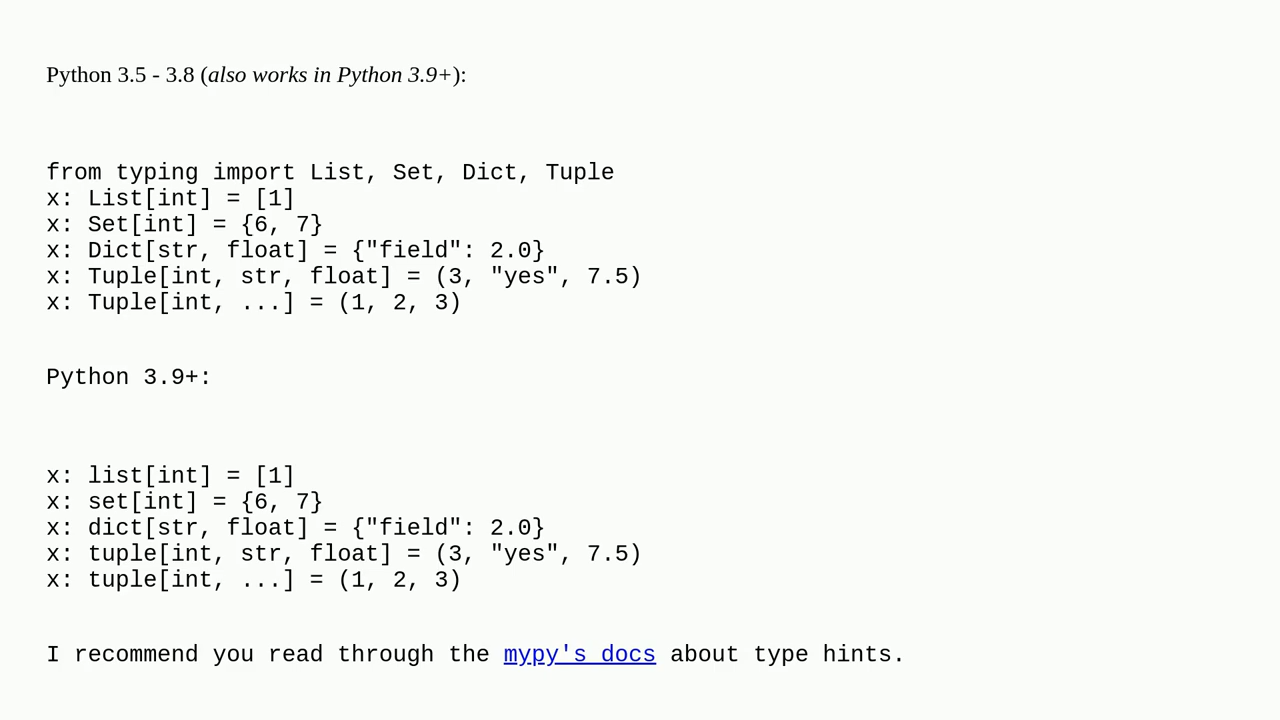 Python 3.5 - 3.8 (also works in Python 3.9+):
from typing import List, Set, Dict, Tuple
x: List[int] = [1]
x: Set[int] = {6, 7}
x: Dict[str, float] = {"field": 2.0}
x: Tuple[int, str, float] = (3, "yes", 7.5)
x: Tuple[int, ...] = (1, 2, 3)
Python 3.9+:
x: list[int] = [1]
x: set[int] = {6, 7}
x: dict[str, float] = {"field": 2.0}
x: tuple[int, str, float] = (3, "yes", 7.5)
x: tuple[int, ...] = (1, 2, 3)
I recommend you read through the mypy's docs about type hints.